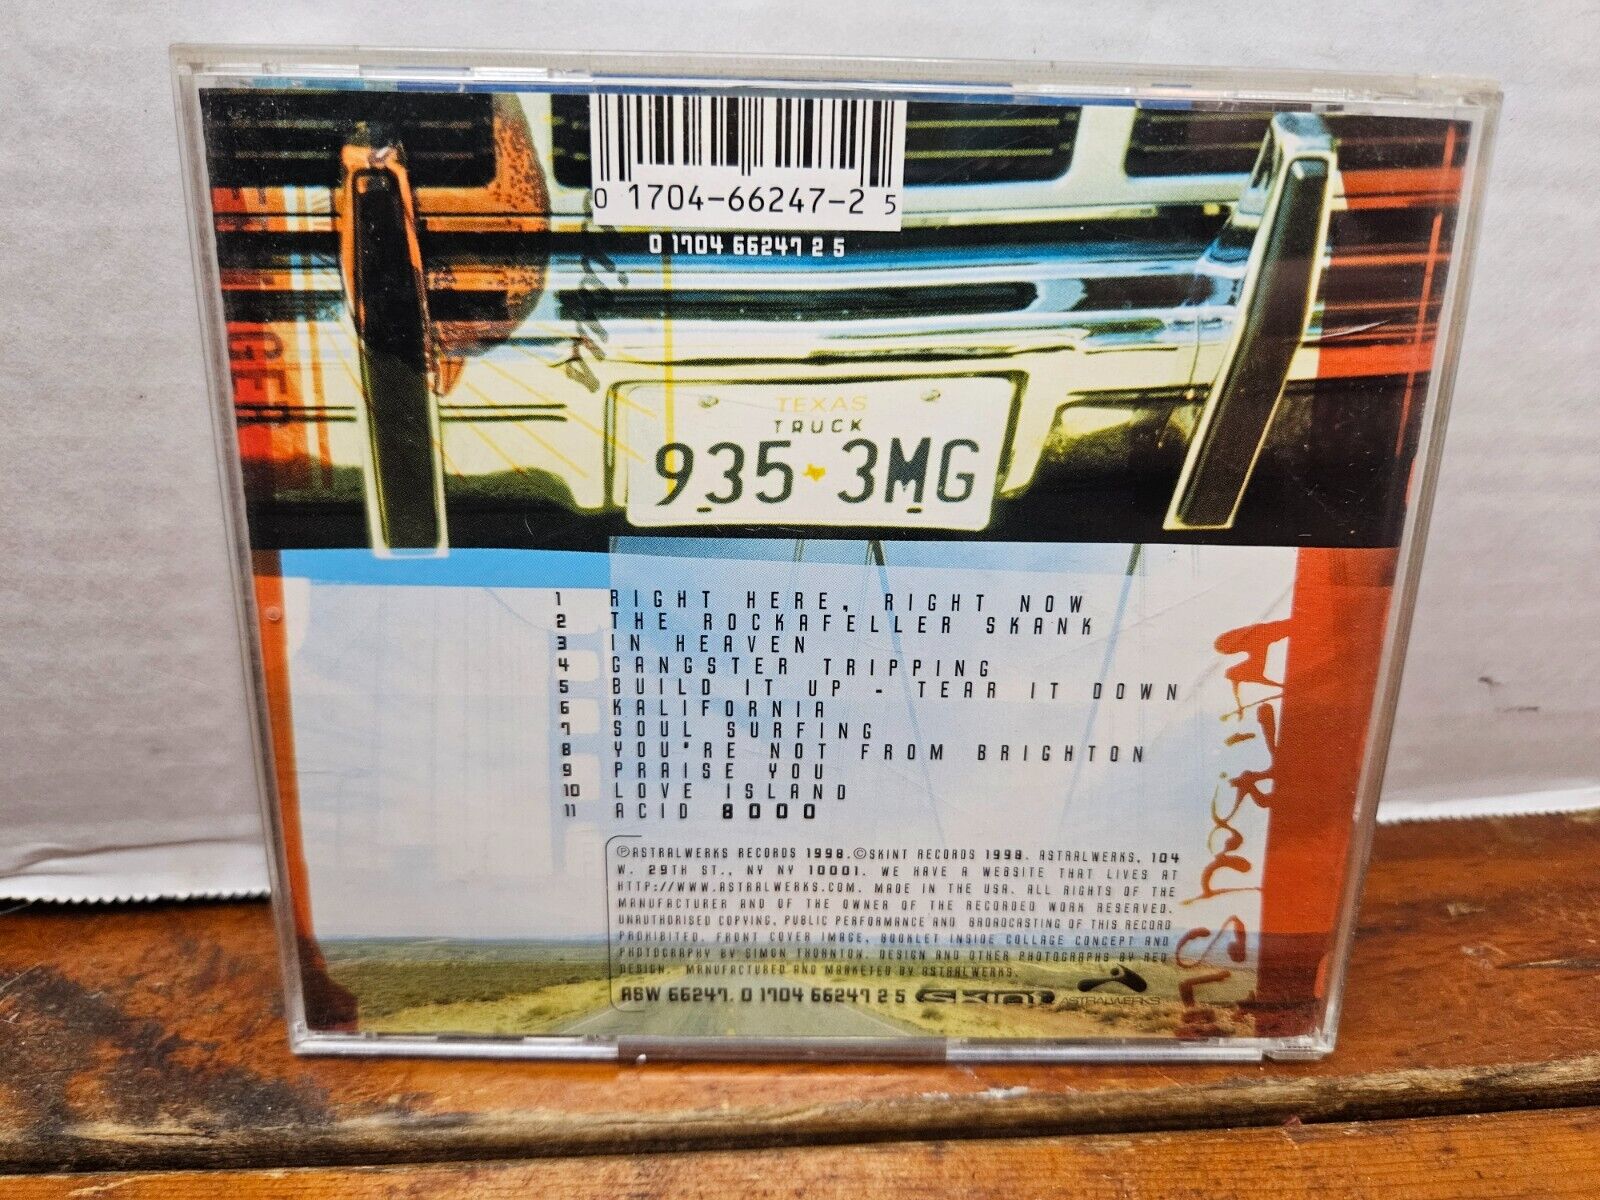 0 1704-66247-2 5
0 1704 66247 2 5
TEXAS
TRUCK
935 3MG
1 RIGHT HERE, RIGHT NOW
2 THE ROCKAFELLER SKANK
3 IN HEAVEN
4 GANGSTER TRIPPING
5 BUILD IT UP - TEAR IT DOWN
6 KALIFORNIA
7 SOUL SURFING
8 YOU'RE NOT FROM BRIGHTON
9 PRAISE YOU
10 LOVE ISLAND
11 ACID 8000
℗ASTRALWERKS RECORDS 1998.©SKINT RECORDS 1998. ASTRALWERKS, 104
W. 29TH ST., NY NY 10001. WE HAVE A WEBSITE THAT LIVES AT
HTTP://WWW.ASTRALWERKS.COM. MADE IN THE USA. ALL RIGHTS OF THE
MANUFACTURER AND OF THE OWNER OF THE RECORDED WORK RESERVED.
UNAUTHORISED COPYING, PUBLIC PERFORMANCE AND BROADCASTING OF THIS RECORD
PROHIBITED. FRONT COVER IMAGE, BOOKLET INSIDE COLLAGE CONCEPT AND
PHOTOGRAPHY BY SIMON THORNTON. DESIGN AND OTHER PHOTOGRAPHS BY RED
DESIGN. MANUFACTURED AND MARKETED BY ASTRALWERKS.
ASW 66247. 0 1704 66247 2 5 SKINT ASTRALWERKS